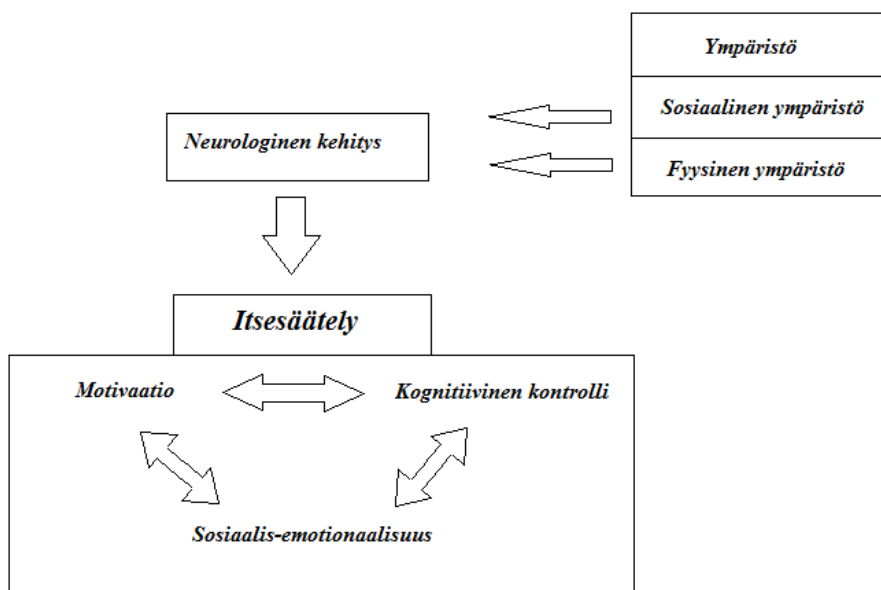 Ympäristö
Sosiaalinen ympäristö
Neurologinen kehitys
Fyysinen ympäristö
Itsesäätely
Motivaatio
Kognitiivinen kontrolli
Sosiaalis-emotionaalisuus